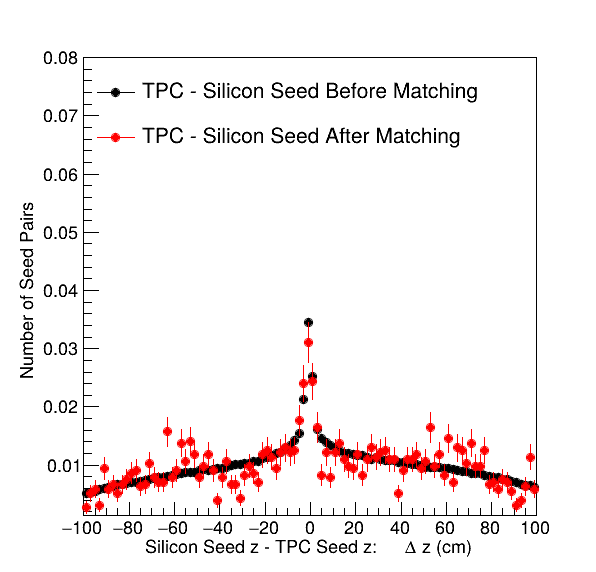 0.08
TPC - Silicon Seed Before Matching
0.07
TPC - Silicon Seed After Matching
0.06
0.05
0.04
0.03
0.02
0.01
Number of Seed Pairs
−100 −80 −60 −40 −20 0 20 40 60 80 100
Silicon Seed z - TPC Seed z: Δ z (cm)